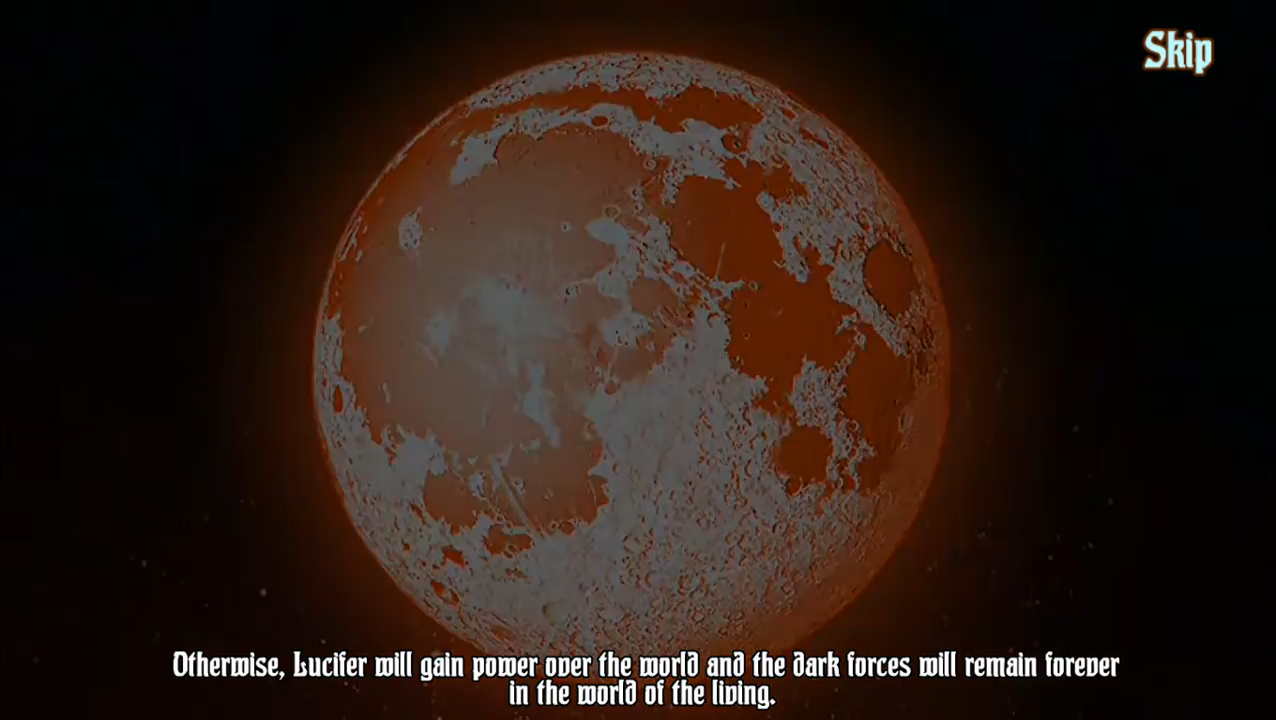 Skip
Otherwise, Lucifer will gain power over the world and the dark forces will remain forever
in the world of the living.